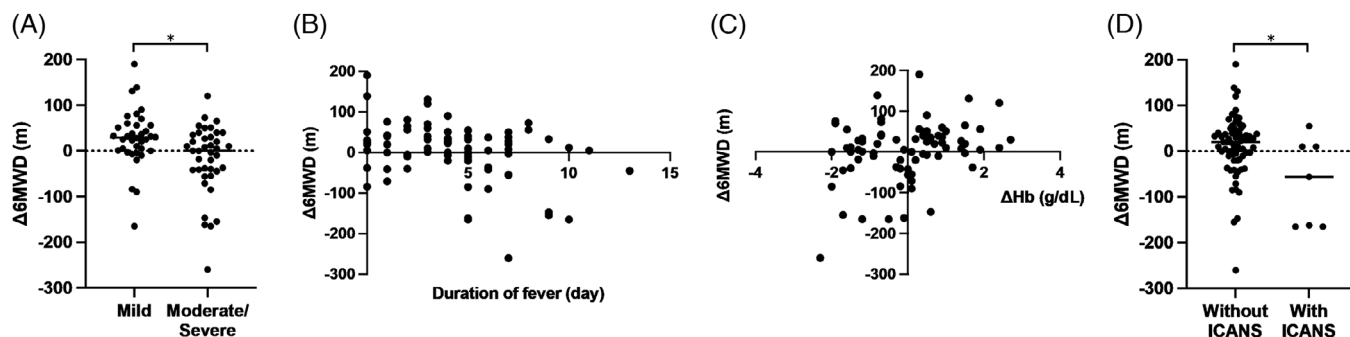 (A)
*
Δ6MWD (m)
200
100
0
-100
-200
-300
Mild
Moderate/
Severe
(B)
Δ6MWD (m)
200
100
0
-100
-200
-300
5
10
15
Duration of fever (day)
(C)
Δ6MWD (m)
200
100
0
-100
-200
-300
-4
-2
2
4
ΔHb (g/dL)
(D)
*
Δ6MWD (m)
200
100
0
-100
-200
-300
Without
ICANS
With
ICANS